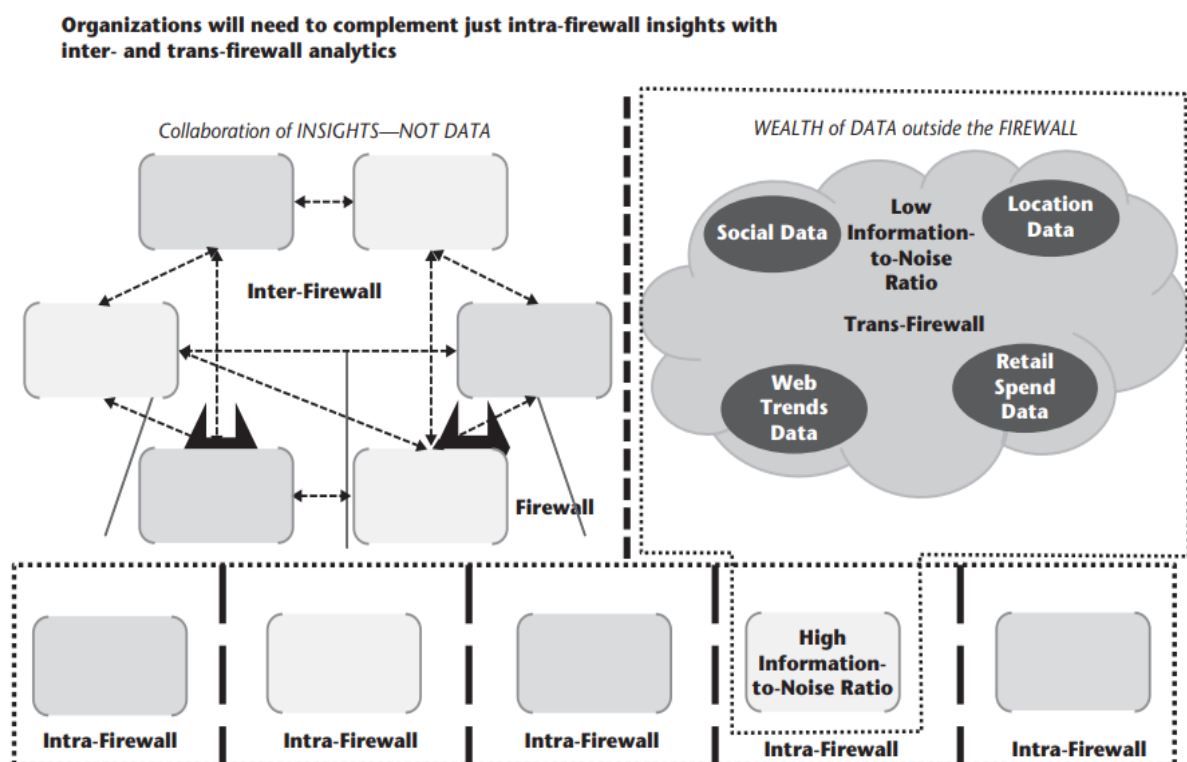 Organizations will need to complement just intra-firewall insights with
inter- and trans-firewall analytics
Collaboration of INSIGHTS—NOT DATA
Inter-Firewall
Firewall
WEALTH of DATA outside the FIREWALL
Social Data
Low
Information-
to-Noise
Ratio
Location
Data
Trans-Firewall
Web
Trends
Data
Retail
Spend
Data
Intra-Firewall
Intra-Firewall
Intra-Firewall
High
Information-
to-Noise Ratio
Intra-Firewall
Intra-Firewall